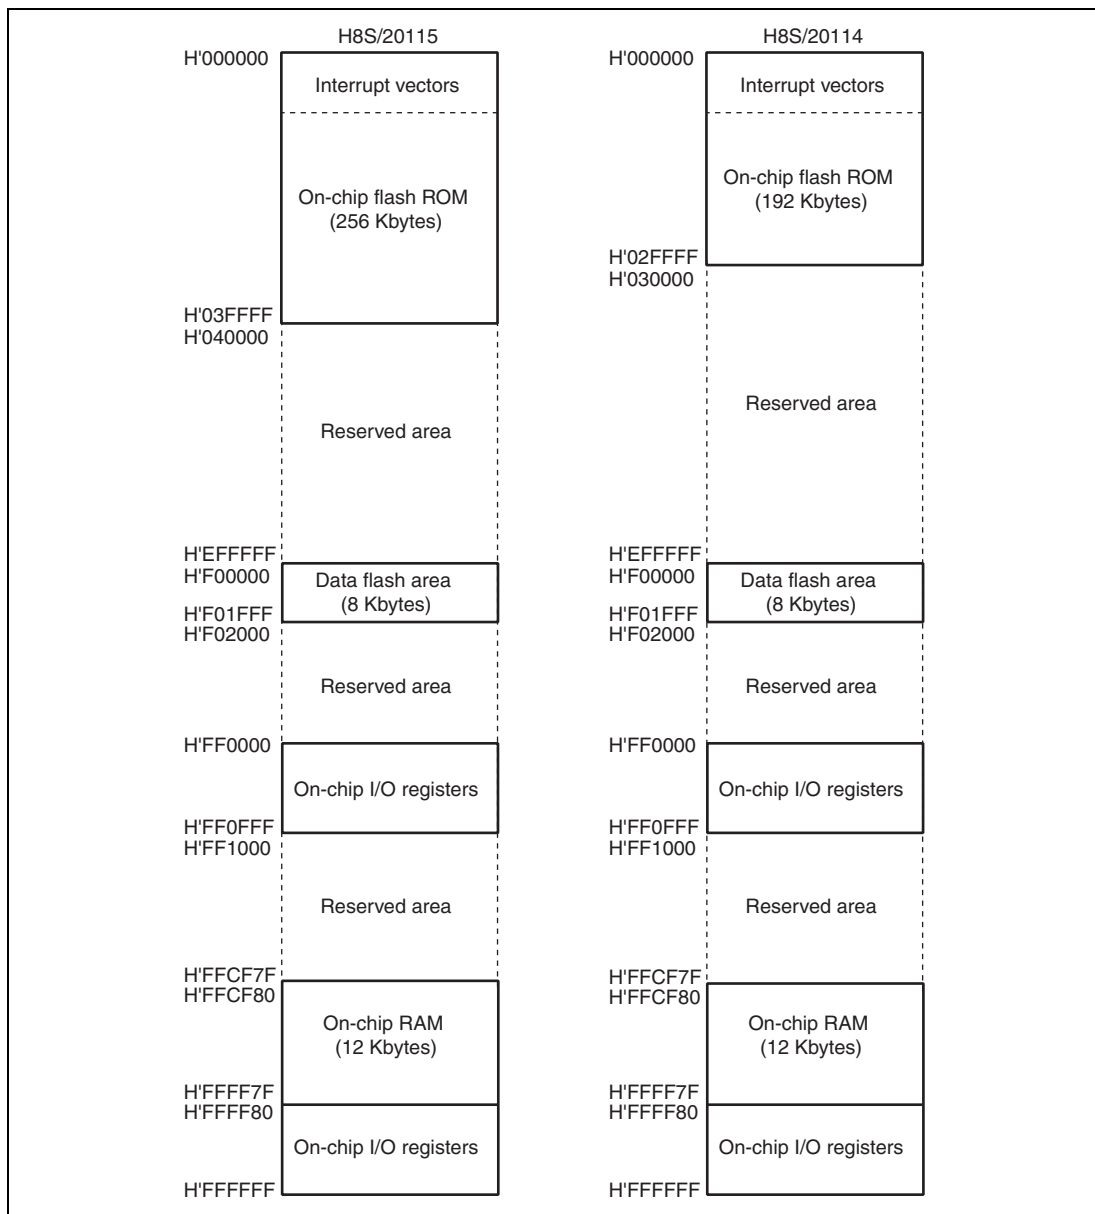 H8S/20115
H'000000
Interrupt vectors
On-chip flash ROM
(256 Kbytes)
H'03FFFF
H'040000
Reserved area
H'EFFFFF
H'F00000
Data flash area
(8 Kbytes)
H'F01FFF
H'F02000
Reserved area
H'FF0000
On-chip I/O registers
H'FF0FFF
H'FF1000
Reserved area
H'FFCF7F
H'FFCF80
On-chip RAM
(12 Kbytes)
H'FFFF7F
H'FFFF80
On-chip I/O registers
H'FFFFFF
H8S/20114
H'000000
Interrupt vectors
On-chip flash ROM
(192 Kbytes)
H'02FFFF
H'030000
Reserved area
H'EFFFFF
H'F00000
Data flash area
(8 Kbytes)
H'F01FFF
H'F02000
Reserved area
H'FF0000
On-chip I/O registers
H'FF0FFF
H'FF1000
Reserved area
H'FFCF7F
H'FFCF80
On-chip RAM
(12 Kbytes)
H'FFFF7F
H'FFFF80
On-chip I/O registers
H'FFFFFF